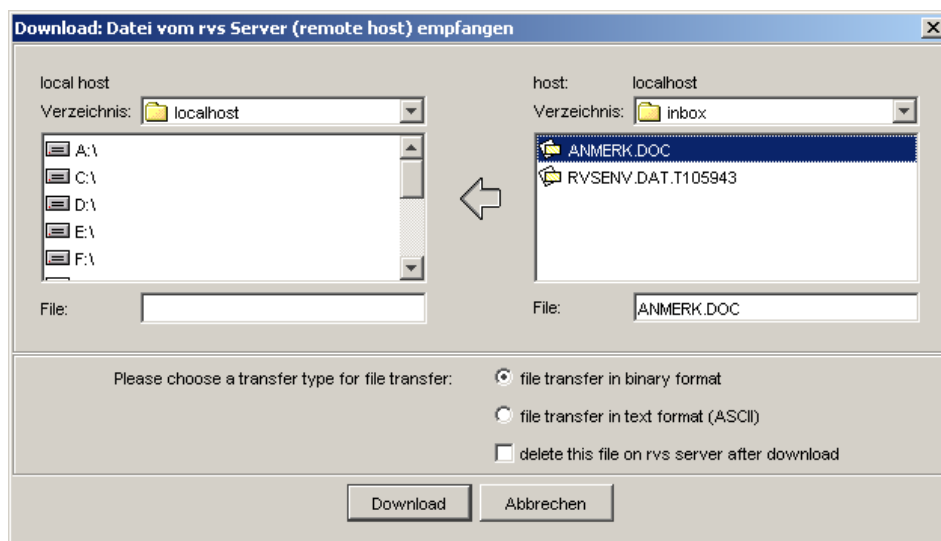 Download: Datei vom rvs Server (remote host) empfangen
local host
Verzeichnis: localhost
A:\
C:\
D:\
E:\
F:\
File:
host: localhost
Verzeichnis: inbox
ANMERK.DOC
RVSENV.DAT.T105943
File: ANMERK.DOC
Please choose a transfer type for file transfer:
file transfer in binary format
file transfer in text format (ASCII)
delete this file on rvs server after download
Download Abbrechen